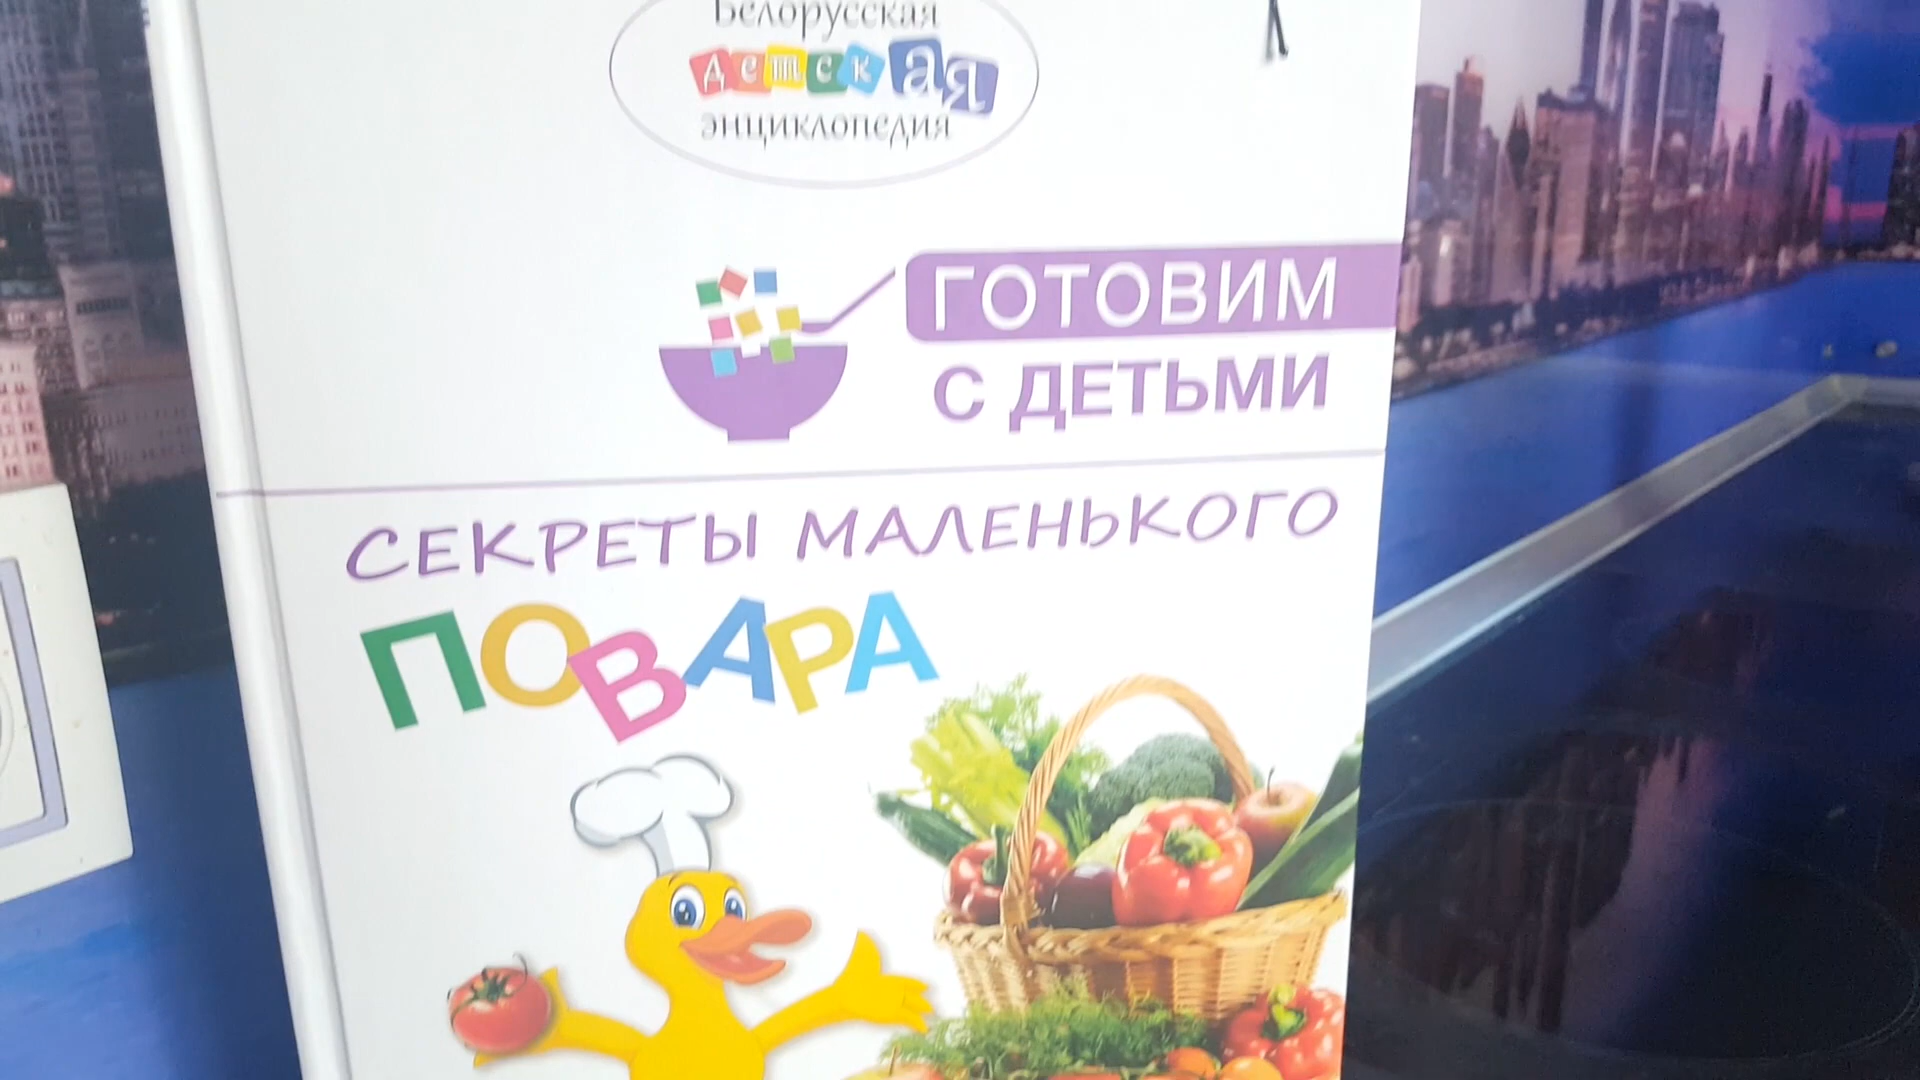 Белорусская
детская
энциклопедия
ГОТОВИМ
С ДЕТЬМИ
СЕКРЕТЫ МАЛЕНЬКОГО
ПОВАРА